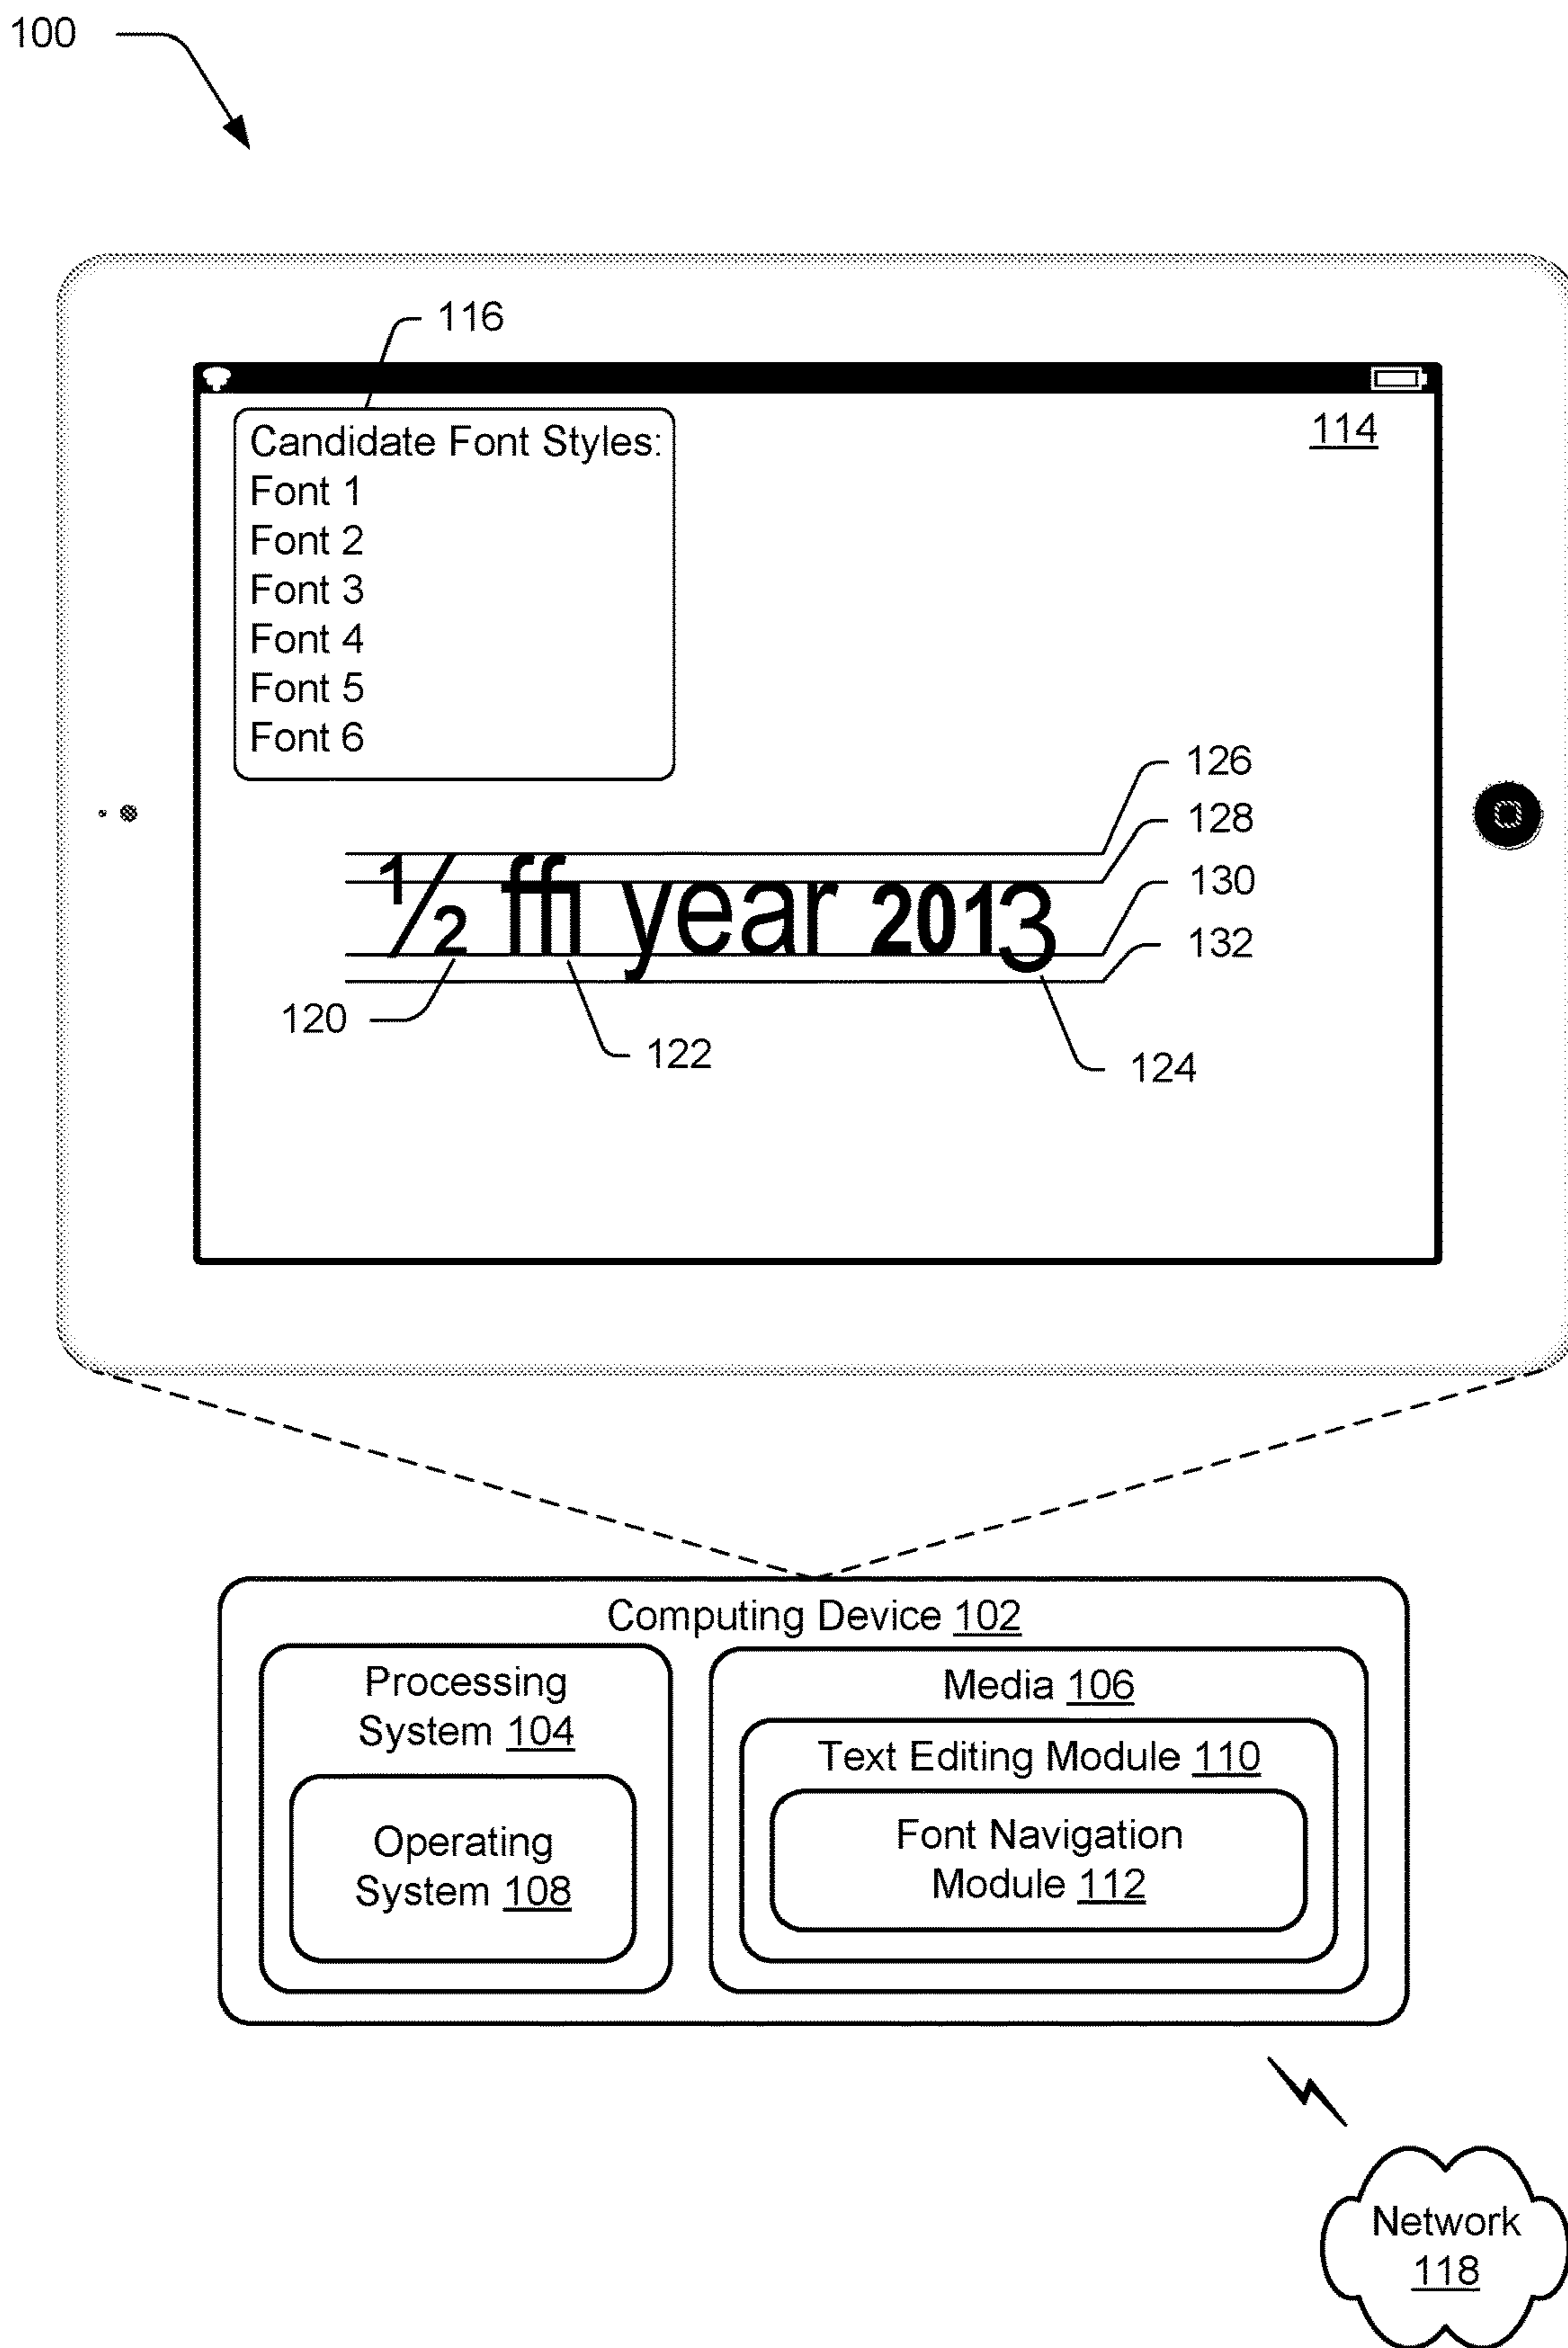 100
116
114
Candidate Font Styles:
Font 1
Font 2
Font 3
Font 4
Font 5
Font 6
126
128
½ ffi year 2013
130
132
120
122
124
Computing Device 102
Processing
System 104
Operating
System 108
Media 106
Text Editing Module 110
Font Navigation
Module 112
Network
118